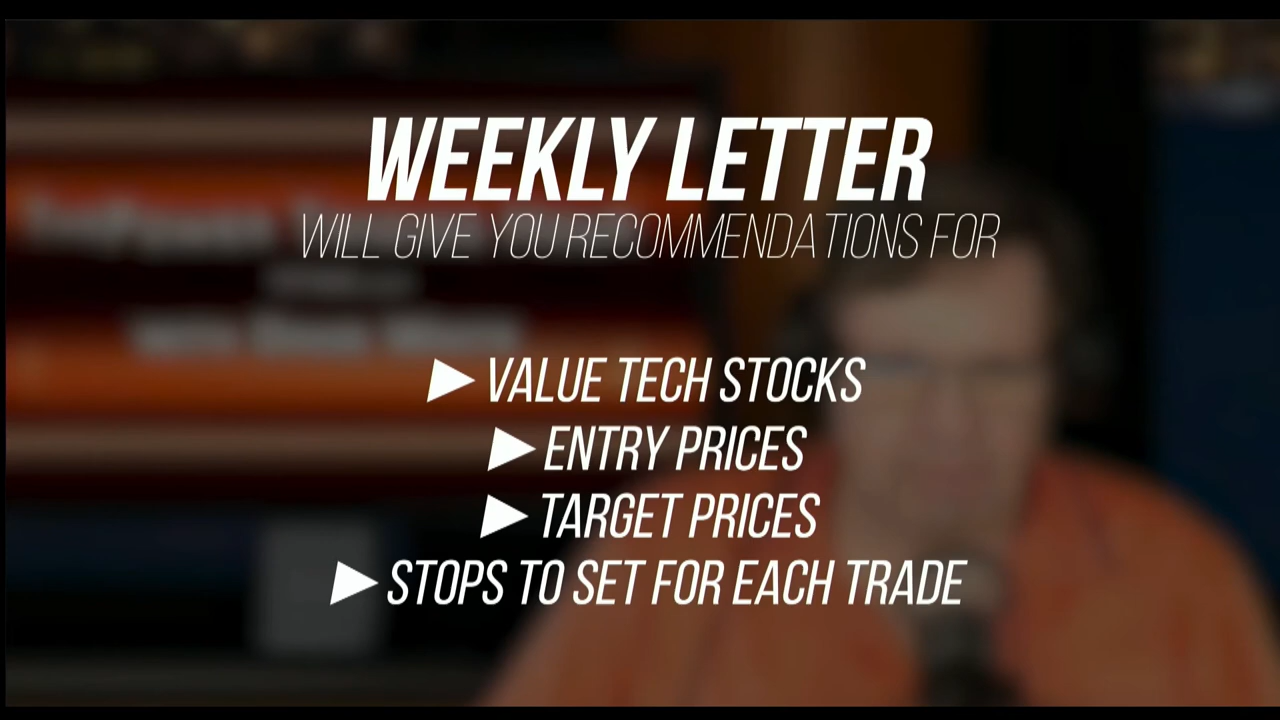 WEEKLY LETTER
WILL GIVE YOU RECOMMENDATIONS FOR
▶ VALUE TECH STOCKS
▶ ENTRY PRICES
▶ TARGET PRICES
▶ STOPS TO SET FOR EACH TRADE